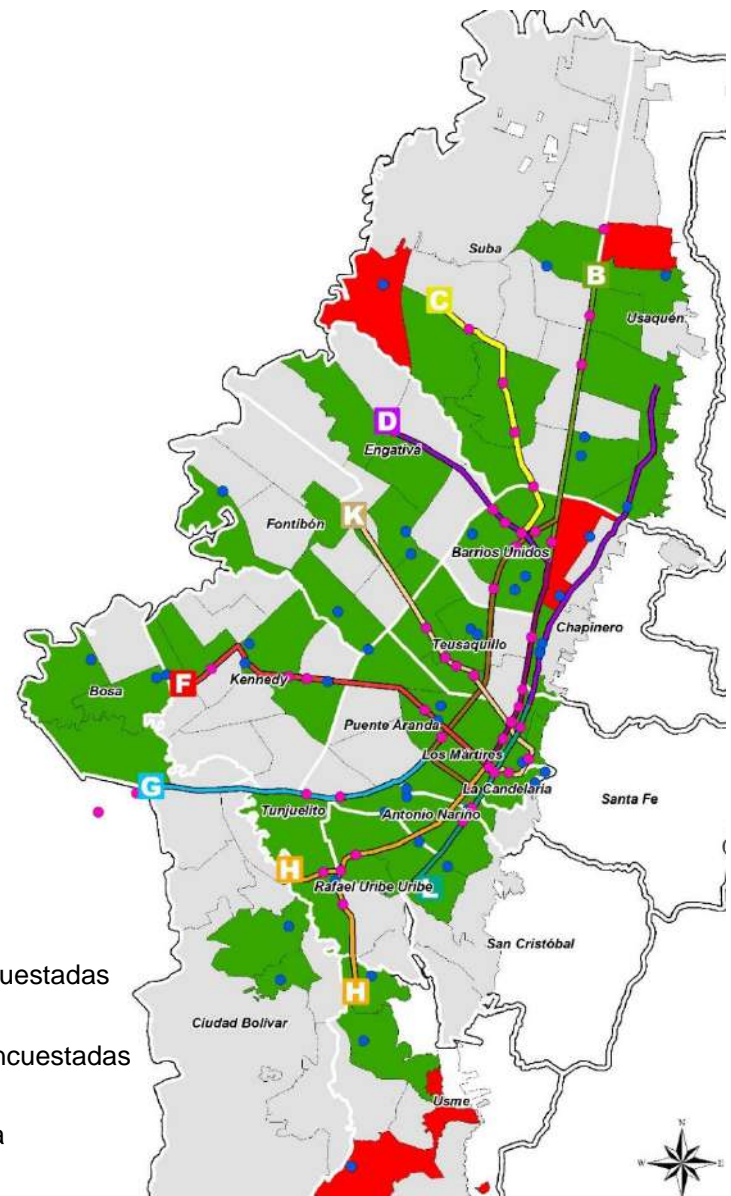 Suba
B
C
Usaquén
D
Engativá
K
Fontibón
Barrios Unidos
Chapinero
Teusaquillo
Bosa
F
Kennedy
Puente Aranda
Los Mártires
G
La Candelaria
Santa Fe
Tunjuelito
Antonio Nariño
H
Rafael Uribe Uribe
L
San Cristóbal
cuestadas
H
Ciudad Bolívar
ncuestadas
Usme
a
N
W
E
S